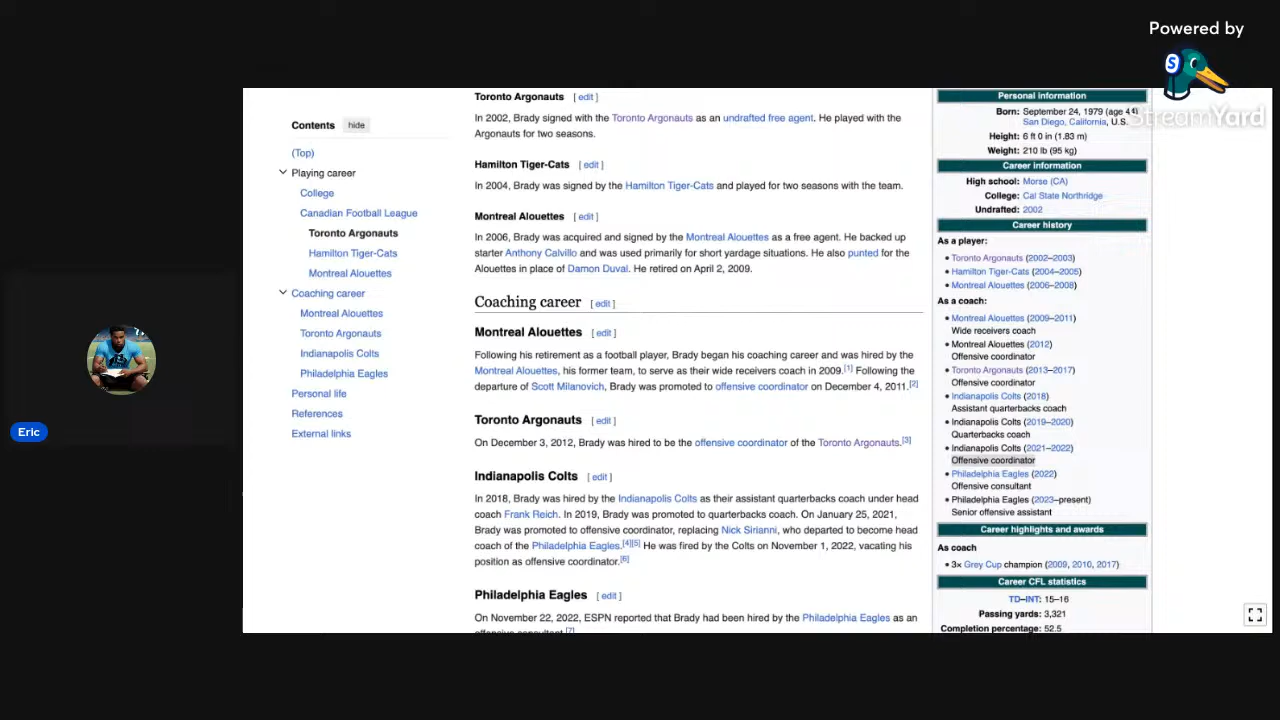 Powered by
StreamYard
Eric
Contents hide
(Top)
Playing career
College
Canadian Football League
Toronto Argonauts
Hamilton Tiger-Cats
Montreal Alouettes
Coaching career
Montreal Alouettes
Toronto Argonauts
Indianapolis Colts
Philadelphia Eagles
Personal life
References
External links
Toronto Argonauts [ edit ]
In 2002, Brady signed with the Toronto Argonauts as an undrafted free agent. He played with the
Argonauts for two seasons.
Hamilton Tiger-Cats [ edit ]
In 2004, Brady was signed by the Hamilton Tiger-Cats and played for two seasons with the team.
Montreal Alouettes [ edit ]
In 2006, Brady was acquired and signed by the Montreal Alouettes as a free agent. He backed up
starter Anthony Calvillo and was used primarily for short yardage situations. He also punted for the
Alouettes in place of Damon Duval. He retired on April 2, 2009.
Coaching career [ edit ]
Montreal Alouettes [ edit ]
Following his retirement as a football player, Brady began his coaching career and was hired by the
Montreal Alouettes, his former team, to serve as their wide receivers coach in 2009.[1] Following the
departure of Scott Milanovich, Brady was promoted to offensive coordinator on December 4, 2011.[2]
Toronto Argonauts [ edit ]
On December 3, 2012, Brady was hired to be the offensive coordinator of the Toronto Argonauts.[3]
Indianapolis Colts [ edit ]
In 2018, Brady was hired by the Indianapolis Colts as their assistant quarterbacks coach under head
coach Frank Reich. In 2019, Brady was promoted to quarterbacks coach. On January 25, 2021,
Brady was promoted to offensive coordinator, replacing Nick Sirianni, who departed to become head
coach of the Philadelphia Eagles.[4][5] He was fired by the Colts on November 1, 2022, vacating his
position as offensive coordinator.[6]
Philadelphia Eagles [ edit ]
On November 22, 2022, ESPN reported that Brady had been hired by the Philadelphia Eagles as an
offensive consultant.[7]
Personal information
Born: September 24, 1979 (age 44)
San Diego, California, U.S.
Height: 6 ft 0 in (1.83 m)
Weight: 210 lb (95 kg)
Career information
High school: Morse (CA)
College: Cal State Northridge
Undrafted: 2002
Career history
As a player:
• Toronto Argonauts (2002–2003)
• Hamilton Tiger-Cats (2004–2005)
• Montreal Alouettes (2006–2008)
As a coach:
• Montreal Alouettes (2009–2011)
Wide receivers coach
• Montreal Alouettes (2012)
Offensive coordinator
• Toronto Argonauts (2013–2017)
Offensive coordinator
• Indianapolis Colts (2018)
Assistant quarterbacks coach
• Indianapolis Colts (2019–2020)
Quarterbacks coach
• Indianapolis Colts (2021–2022)
Offensive coordinator
• Philadelphia Eagles (2022)
Offensive consultant
• Philadelphia Eagles (2023–present)
Senior offensive assistant
Career highlights and awards
As coach
• 3× Grey Cup champion (2009, 2010, 2017)
Career CFL statistics
TD–INT: 15–16
Passing yards: 3,321
Completion percentage: 52.5